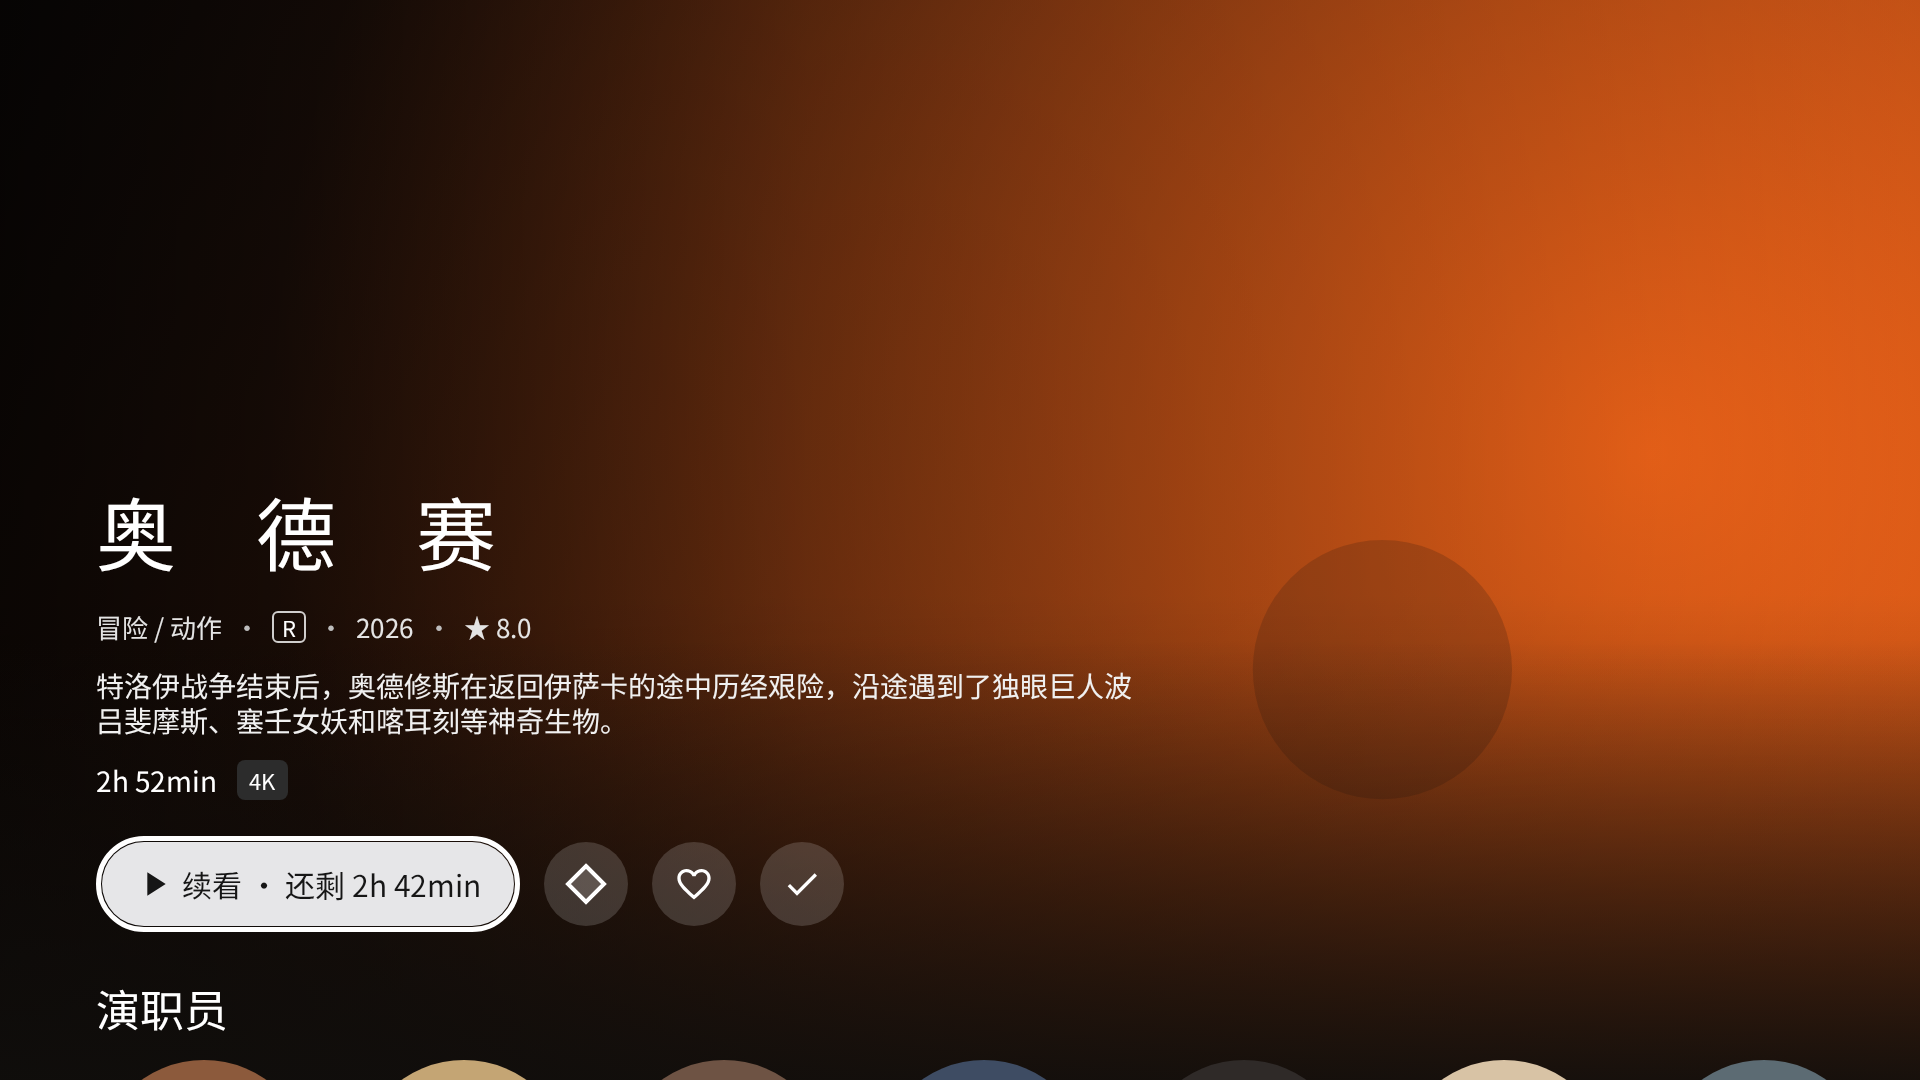 奥德赛
冒险 / 动作 • R • 2026 • ★ 8.0
特洛伊战争结束后，奥德修斯在返回伊萨卡的途中历经艰险，沿途遇到了独眼巨人波
吕斐摩斯、塞壬女妖和喀耳刻等神奇生物。
2h 52min 4K
续看 • 还剩 2h 42min
演职员